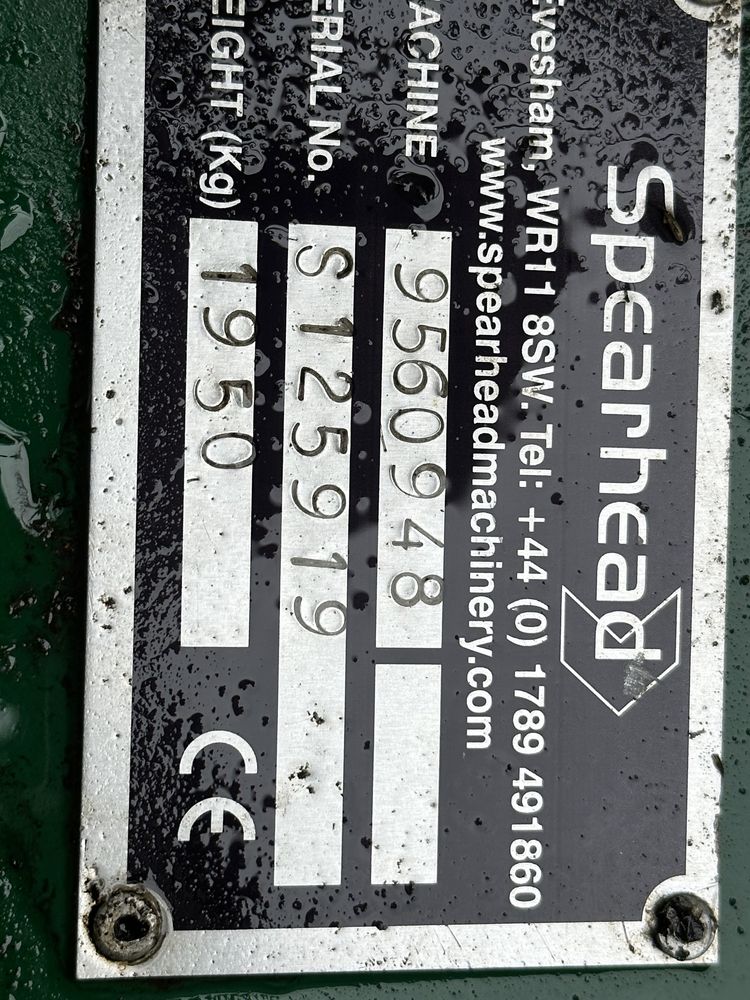 Spearhead
Evesham, WR11 8SW. Tel: +44 (0) 1789 491860
www.spearheadmachinery.com
MACHINE 9560948
ERIAL No. S125919
EIGHT (Kg) 1950 CE